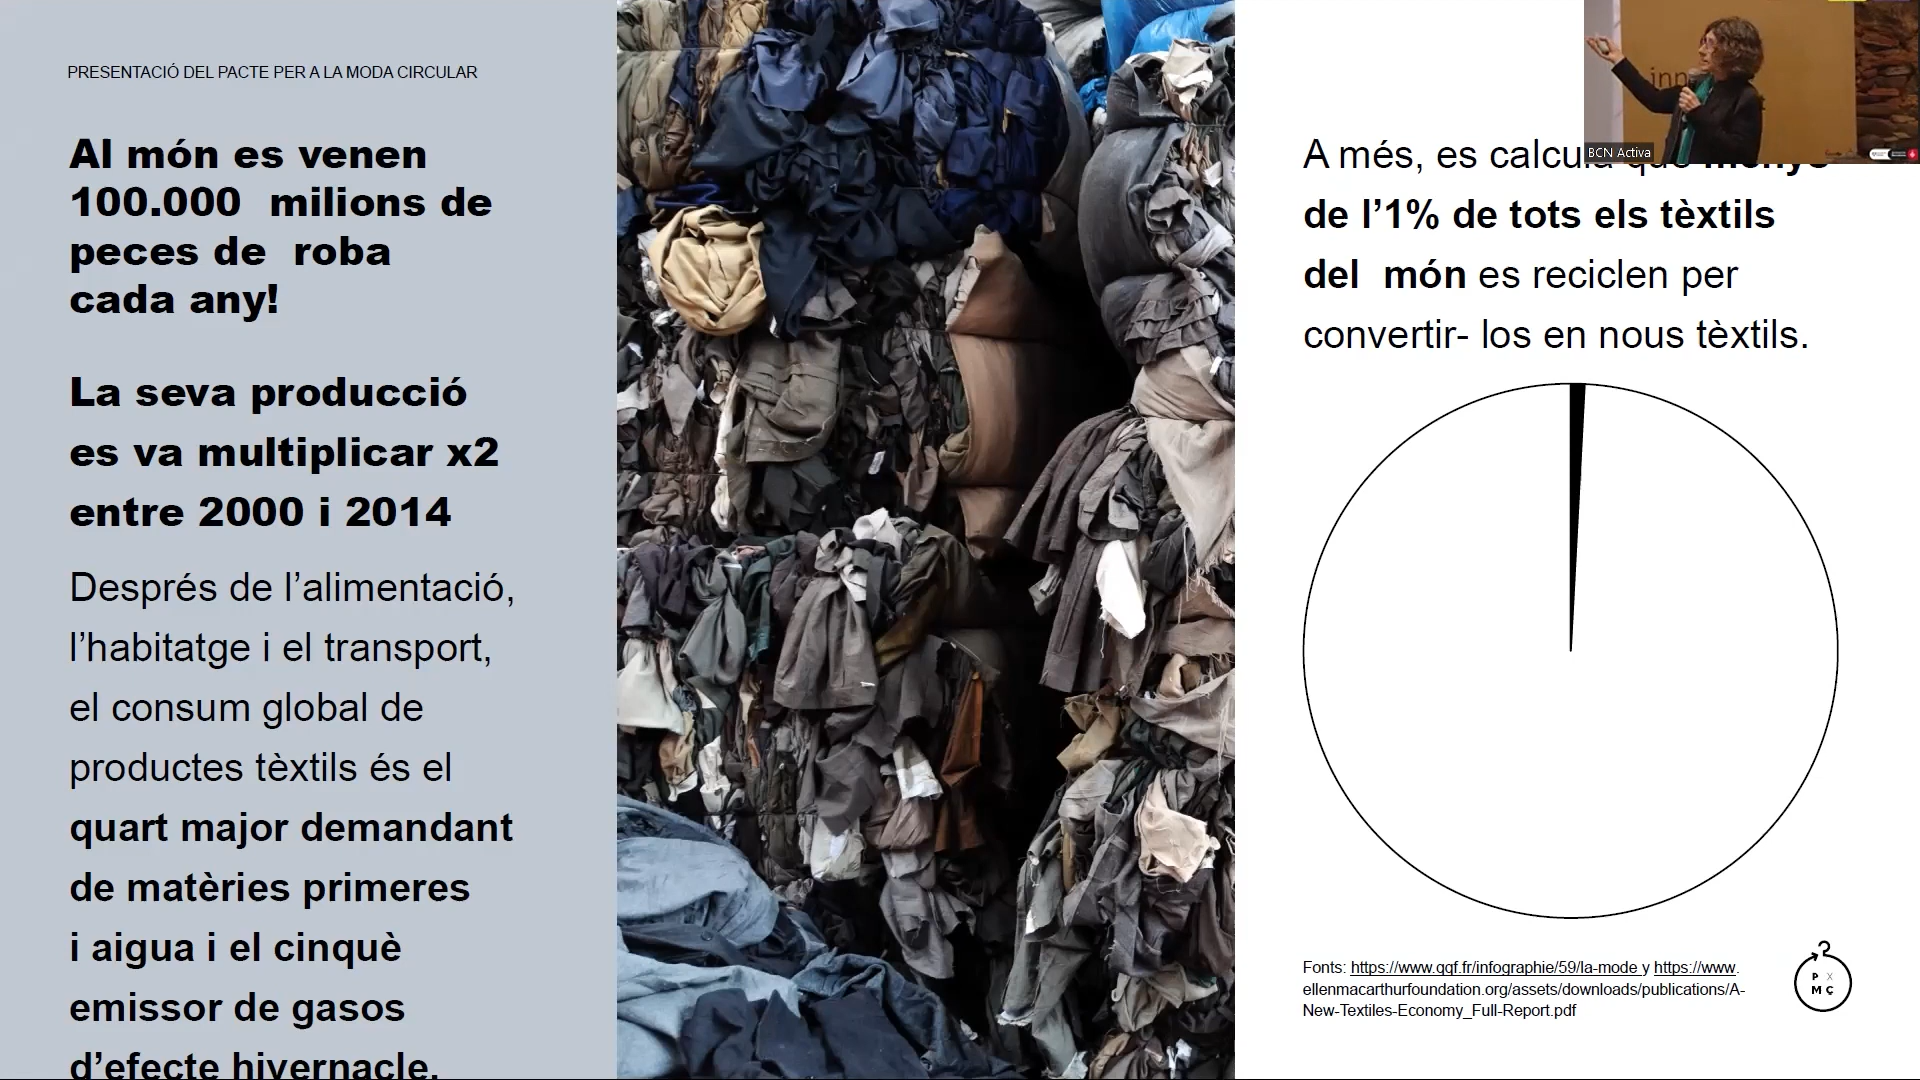 PRESENTACIÓ DEL PACTE PER A LA MODA CIRCULAR
Al món es venen
100.000 milions de
peces de roba
cada any!
La seva producció
es va multiplicar x2
entre 2000 i 2014
Després de l’alimentació,
l’habitatge i el transport,
el consum global de
productes tèxtils és el
quart major demandant
de matèries primeres
i aigua i el cinquè
emissor de gasos
d’efecte hivernacle.
BCN Activa
A més, es calcula que menys
de l’1% de tots els tèxtils
del món es reciclen per
convertir- los en nous tèxtils.
Fonts: https://www.qqf.fr/infographie/59/la-mode y https://www.
ellenmacarthurfoundation.org/assets/downloads/publications/A-
New-Textiles-Economy_Full-Report.pdf
P X
M Ç